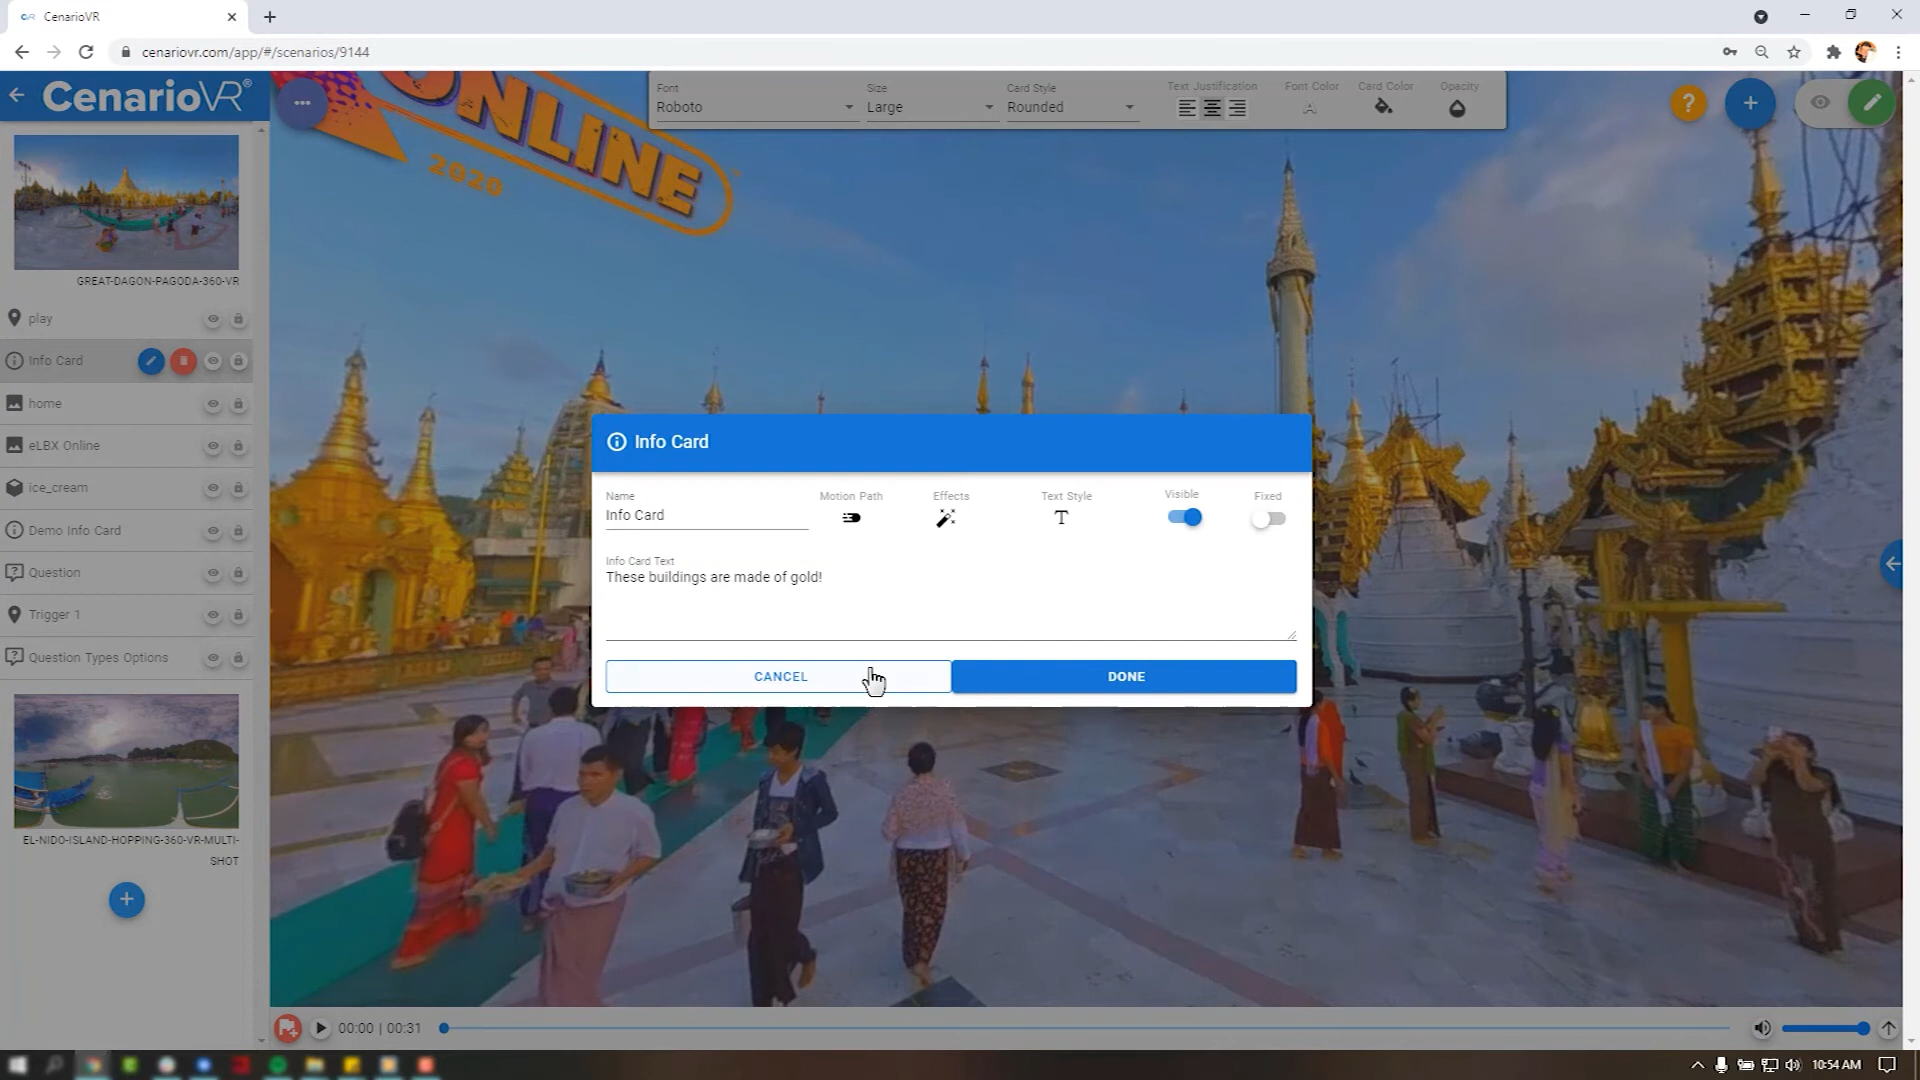 CenarioVR
cenariovr.com/app/#/scenarios/9144
CenarioVR®
GREAT-DAGON-PAGODA-360-VR
play
Info Card
home
eLBX Online
ice_cream
Demo Info Card
Question
Trigger 1
Question Types Options
EL-NIDO-ISLAND-HOPPING-360-VR-MULTI-
SHOT
ONLINE
2020
Font
Roboto
Size
Large
Card Style
Rounded
Text Justification
Font Color
A
Card Color
Opacity
?
Info Card
Name
Info Card
Motion Path
Effects
Text Style
T
Visible
Fixed
Info Card Text
These buildings are made of gold!
CANCEL
DONE
00:00 | 00:31
10:54 AM